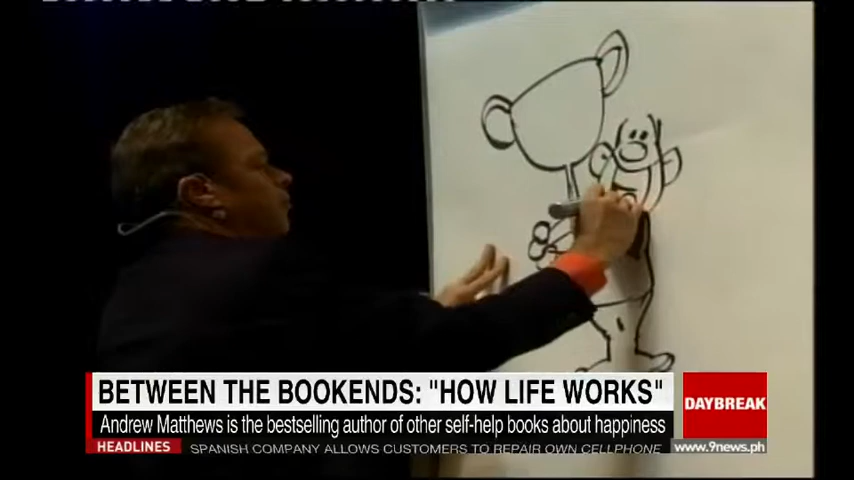 BETWEEN THE BOOKENDS: "HOW LIFE WORKS"
DAYBREAK
Andrew Matthews is the bestselling author of other self-help books about happiness
HEADLINES
SPANISH COMPANY ALLOWS CUSTOMERS TO REPAIR OWN CELLPHONE
www.9news.ph